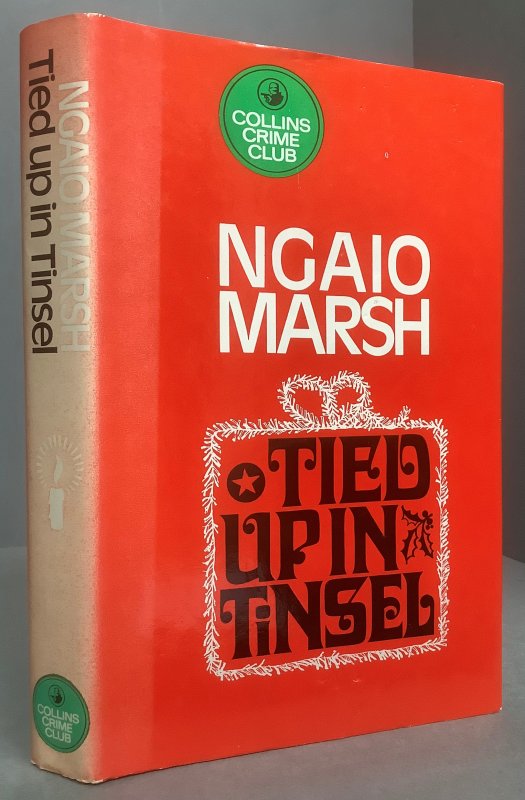 NGAIO MARSH
Tied up in Tinsel
COLLINS
CRIME
CLUB
COLLINS
CRIME
CLUB
NGAIO
MARSH
TIED
UP IN
TINSEL